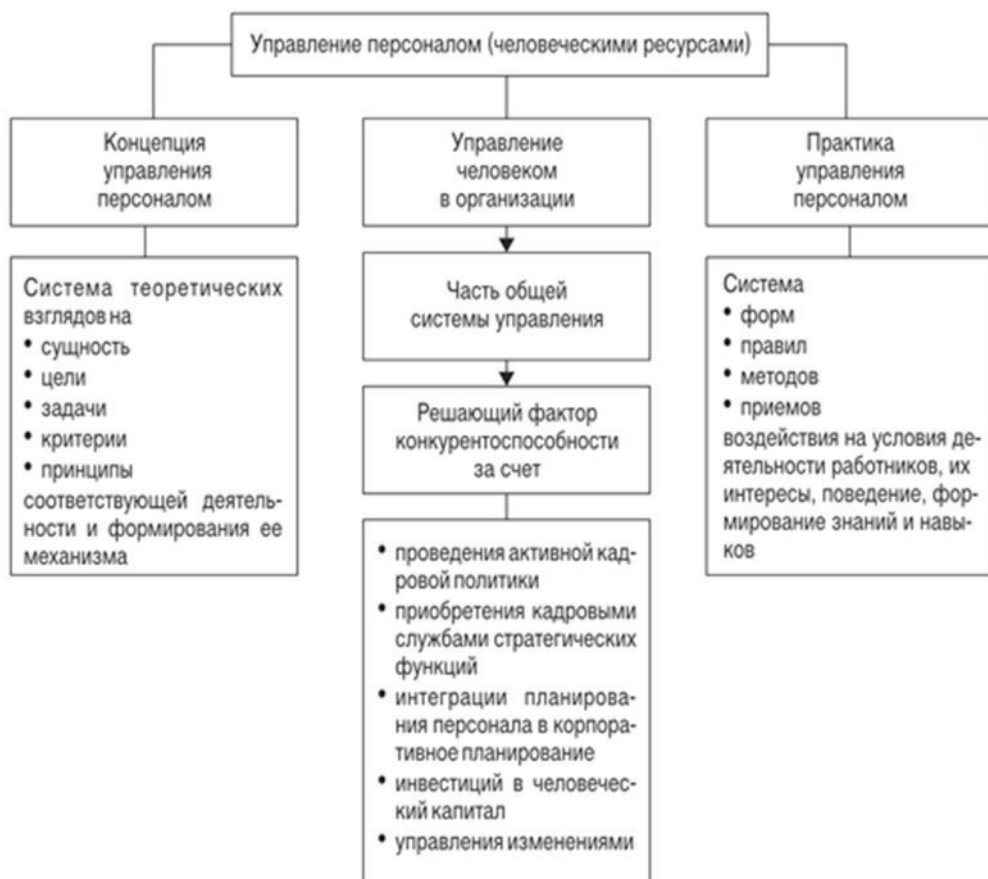 Управление персоналом (человеческими ресурсами)
Концепция
управления
персоналом
Система теоретических
взглядов на
• сущность
• цели
• задачи
• критерии
• принципы
соответствующей деятель-
ности и формирования ее
механизма
Управление
человеком
в организации
Часть общей
системы управления
Решающий фактор
конкурентоспособности
за счет
• проведения активной кад-
ровой политики
• приобретения кадровыми
службами стратегических
функций
• интеграции планирова-
ния персонала в корпора-
тивное планирование
• инвестиций в человечес-
кий капитал
• управления изменениями
Практика
управления
персоналом
Система
• форм
• правил
• методов
• приемов
воздействия на условия де-
ятельности работников, их
интересы, поведение, фор-
мирование знаний и навы-
ков